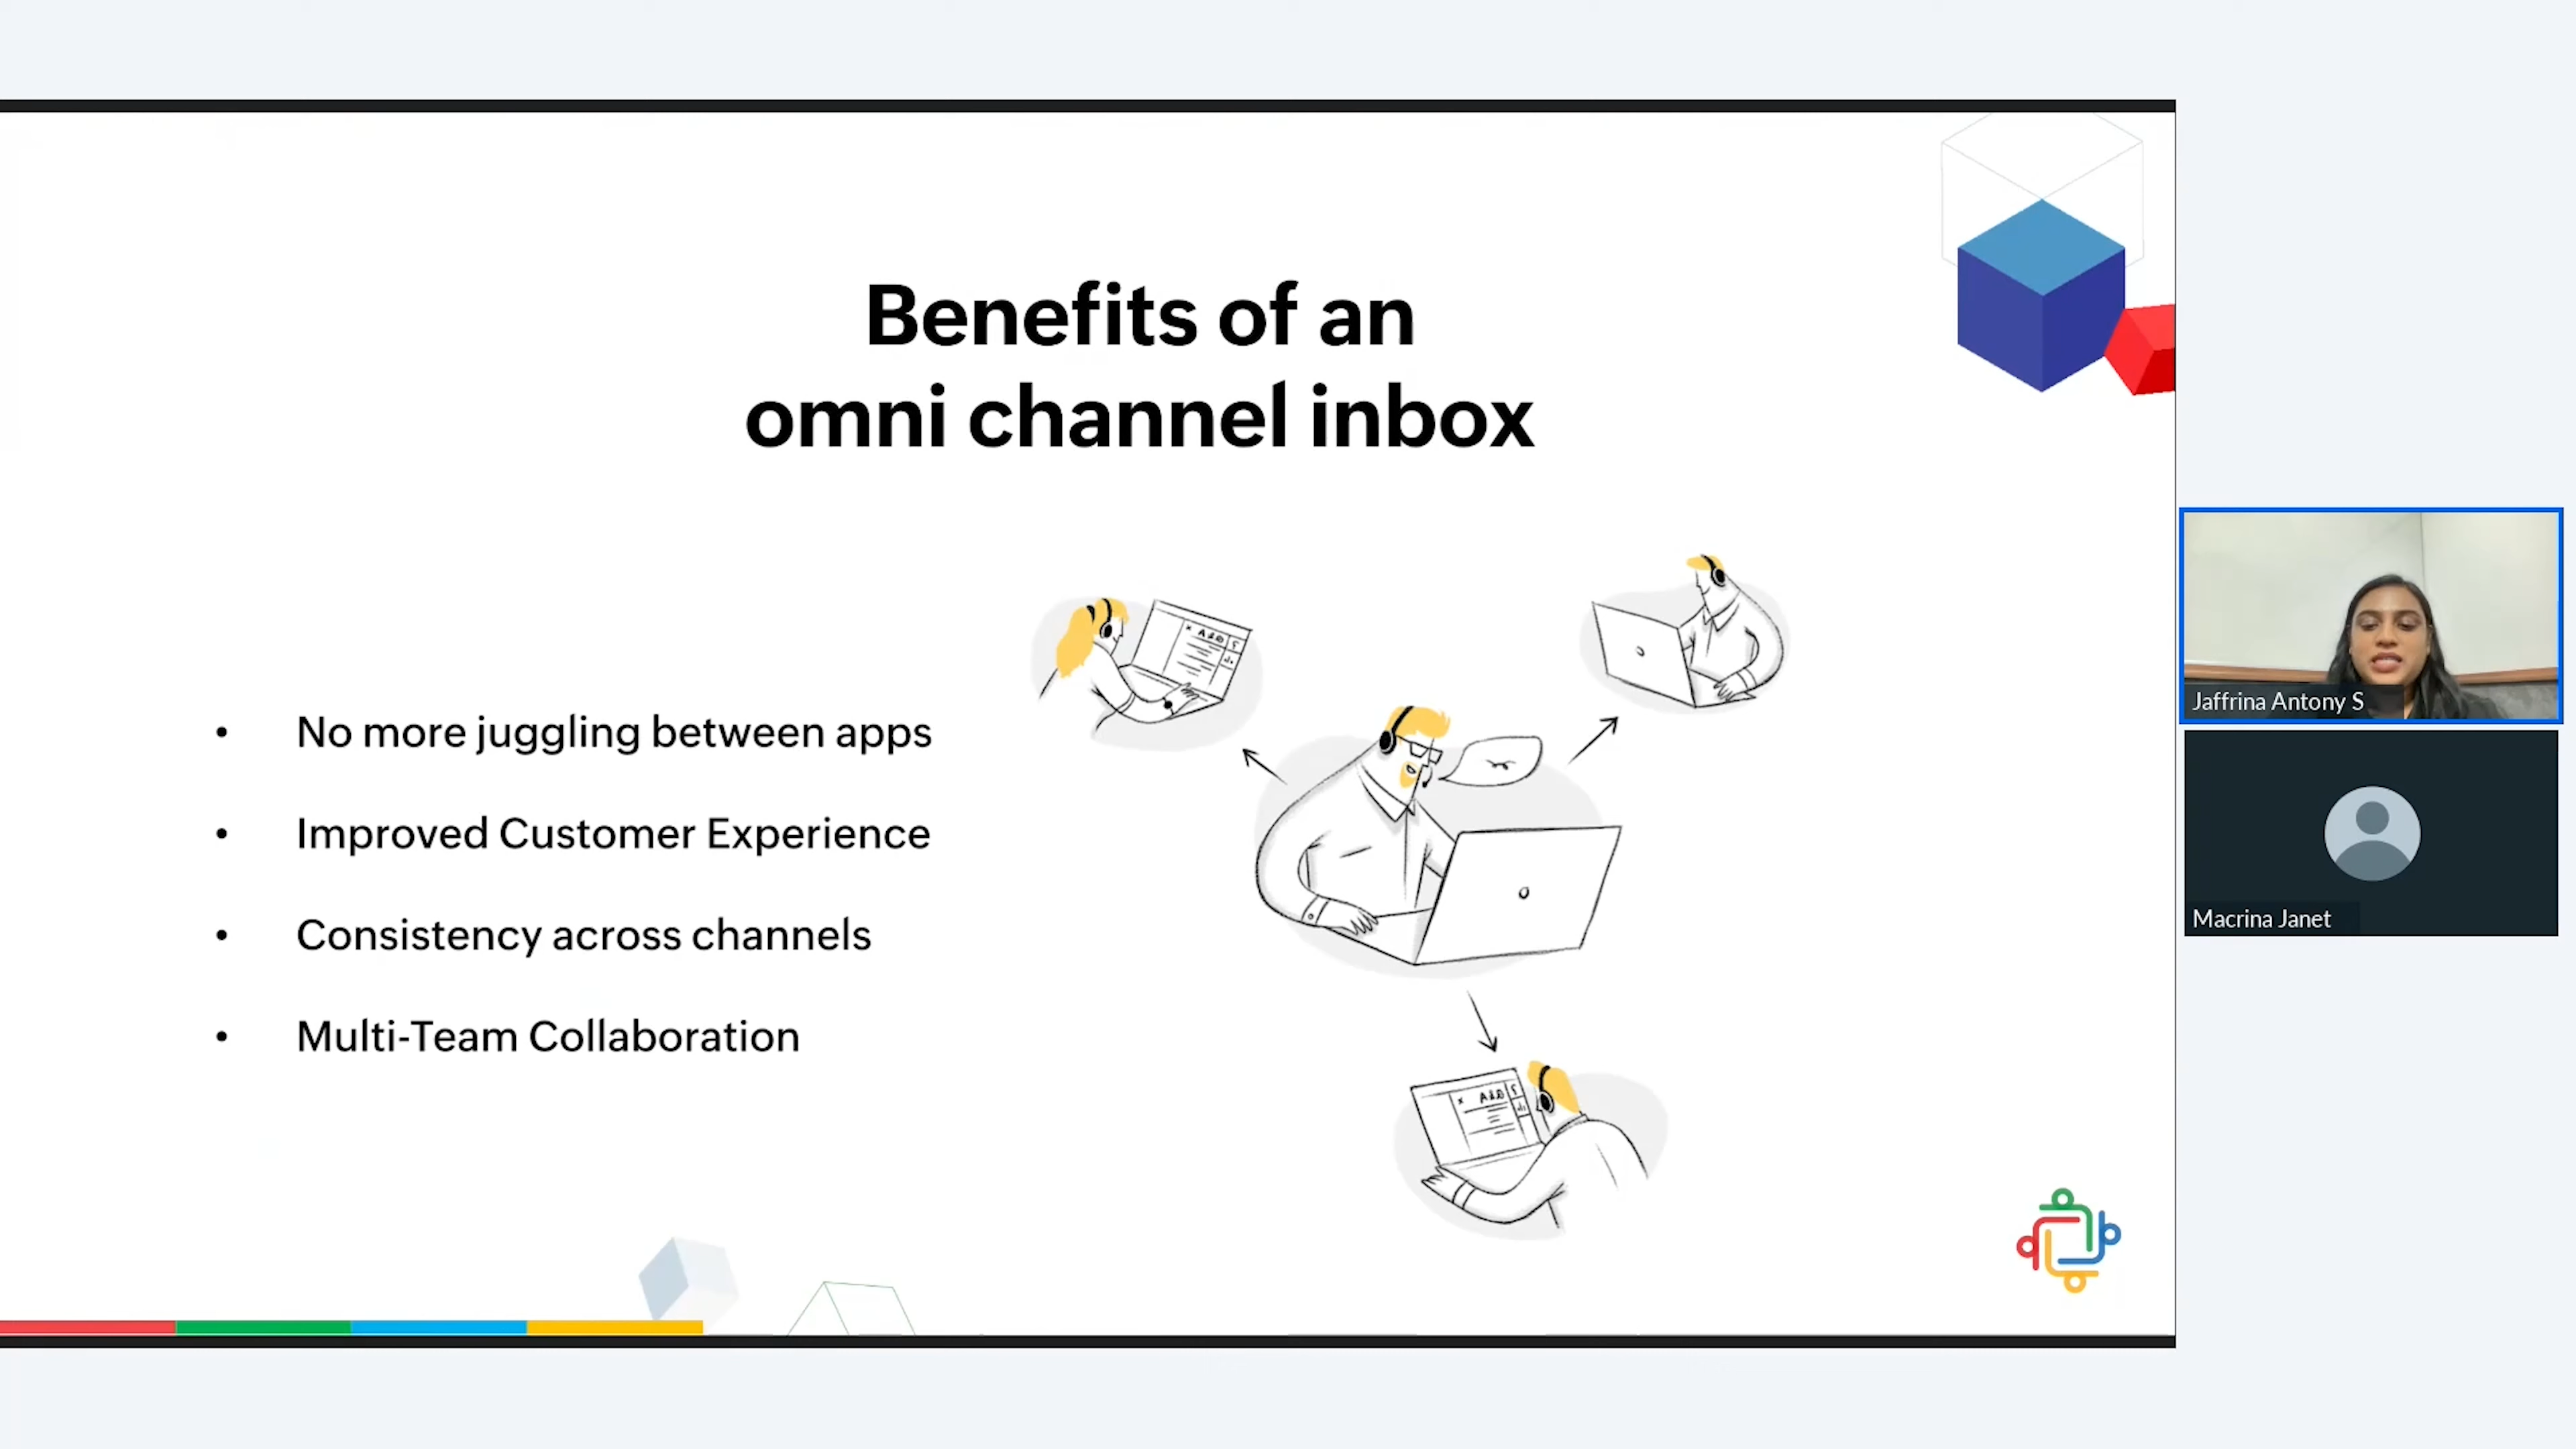 Benefits of an
omni channel inbox
• No more juggling between apps
• Improved Customer Experience
• Consistency across channels
• Multi-Team Collaboration
Jaffrina Antony S
Macrina Janet